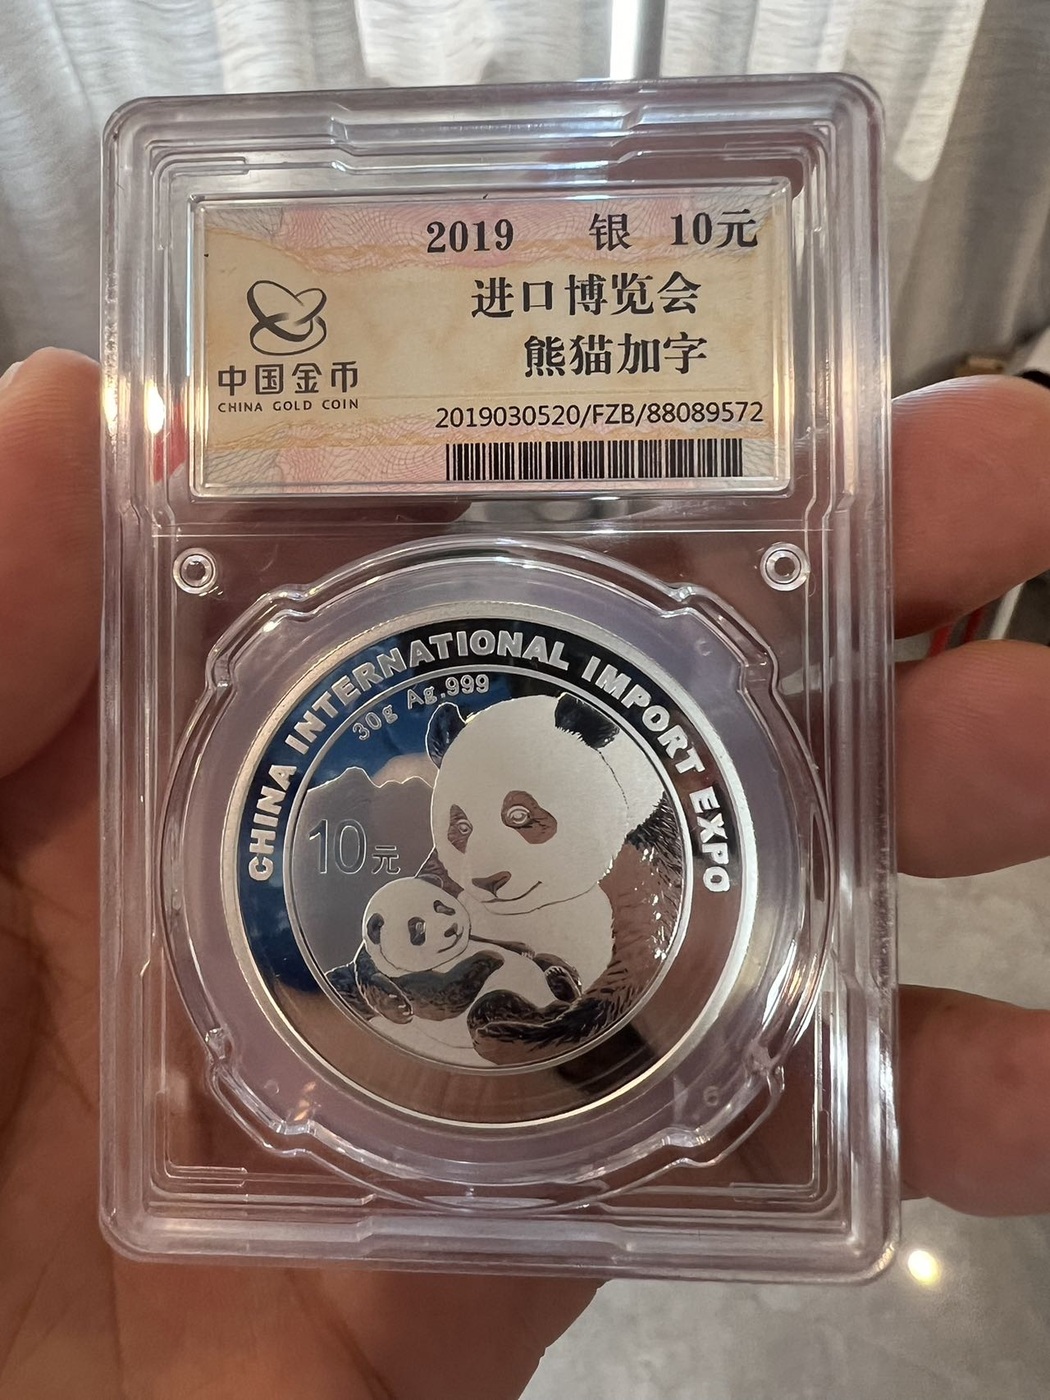 2019 银 10元
进口博览会
熊猫加字
中国金币
CHINA GOLD COIN
2019030520/FZB/88089572
CHINA INTERNATIONAL IMPORT EXPO
30g Ag.999
10元